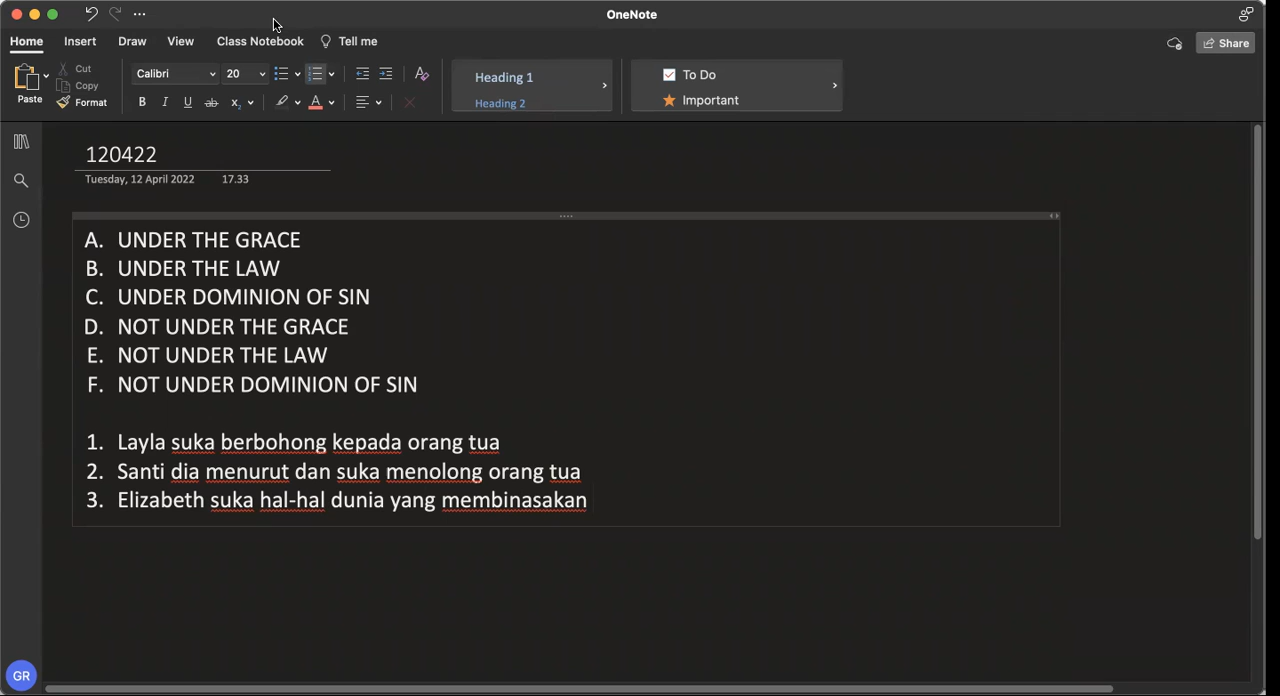 OneNote
Home Insert Draw View Class Notebook Tell me Share
Paste
Cut
Copy
Format
Calibri 20
B I U ab x₂ A
Heading 1
Heading 2
To Do
Important
120422
Tuesday, 12 April 2022 17.33
A. UNDER THE GRACE
B. UNDER THE LAW
C. UNDER DOMINION OF SIN
D. NOT UNDER THE GRACE
E. NOT UNDER THE LAW
F. NOT UNDER DOMINION OF SIN
1. Layla suka berbohong kepada orang tua
2. Santi dia menurut dan suka menolong orang tua
3. Elizabeth suka hal-hal dunia yang membinasakan
GR